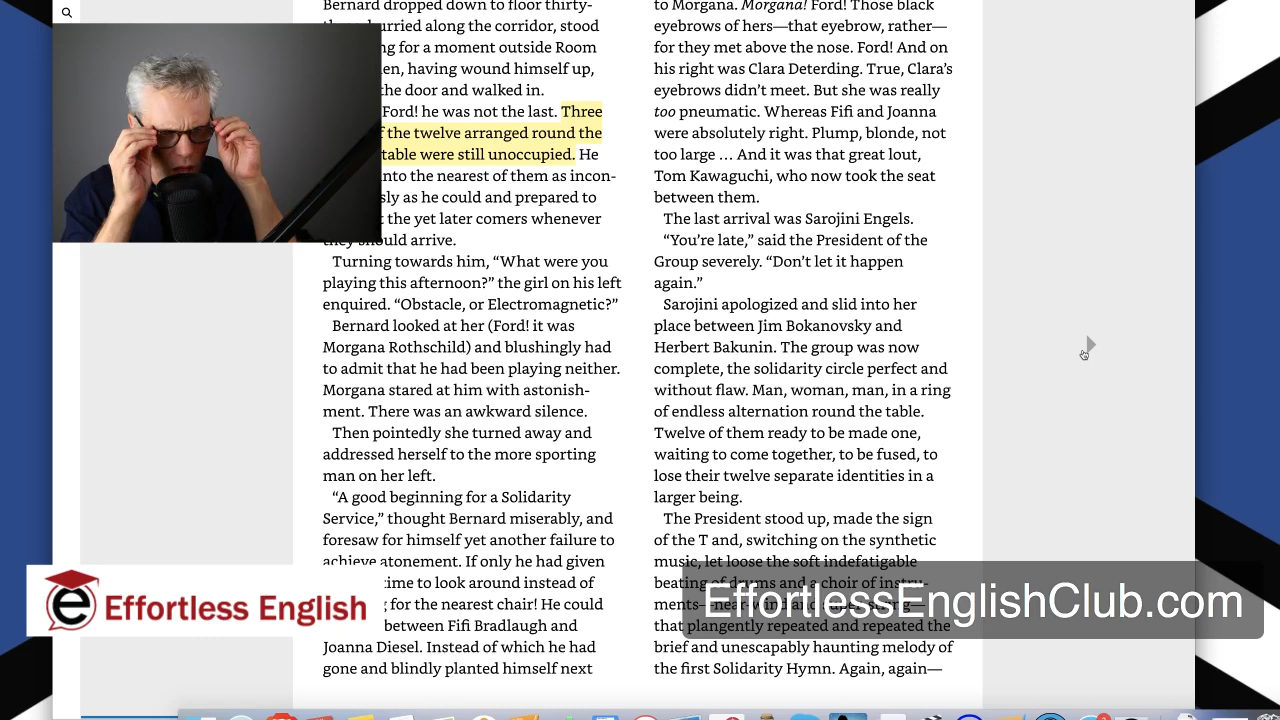 Bernard dropped down to floor thirty-
urried along the corridor, stood
ng for a moment outside Room
en, having wound himself up,
the door and walked in.
Ford! he was not the last. Three
f the twelve arranged round the
table were still unoccupied. He
nto the nearest of them as incon-
sly as he could and prepared to
the yet later comers whenever
they should arrive.
Turning towards him, “What were you
playing this afternoon?” the girl on his left
enquired. “Obstacle, or Electromagnetic?”
Bernard looked at her (Ford! it was
Morgana Rothschild) and blushingly had
to admit that he had been playing neither.
Morgana stared at him with astonish-
ment. There was an awkward silence.
Then pointedly she turned away and
addressed herself to the more sporting
man on her left.
“A good beginning for a Solidarity
Service,” thought Bernard miserably, and
foresaw for himself yet another failure to
achieve atonement. If only he had given
time to look around instead of
for the nearest chair! He could
between Fifi Bradlaugh and
Joanna Diesel. Instead of which he had
gone and blindly planted himself next
to Morgana. Morgana! Ford! Those black
eyebrows of hers—that eyebrow, rather—
for they met above the nose. Ford! And on
his right was Clara Deterding. True, Clara’s
eyebrows didn’t meet. But she was really
too pneumatic. Whereas Fifi and Joanna
were absolutely right. Plump, blonde, not
too large … And it was that great lout,
Tom Kawaguchi, who now took the seat
between them.
The last arrival was Sarojini Engels.
“You’re late,” said the President of the
Group severely. “Don’t let it happen
again.”
Sarojini apologized and slid into her
place between Jim Bokanovsky and
Herbert Bakunin. The group was now
complete, the solidarity circle perfect and
without flaw. Man, woman, man, in a ring
of endless alternation round the table.
Twelve of them ready to be made one,
waiting to come together, to be fused, to
lose their twelve separate identities in a
larger being.
The President stood up, made the sign
of the T and, switching on the synthetic
music, let loose the soft indefatigable
beating of drums and a choir of instru-
ments—near-wind and super-string—
that plangently repeated and repeated the
brief and unescapably haunting melody of
the first Solidarity Hymn. Again, again—
e Effortless English
EffortlessEnglishClub.com